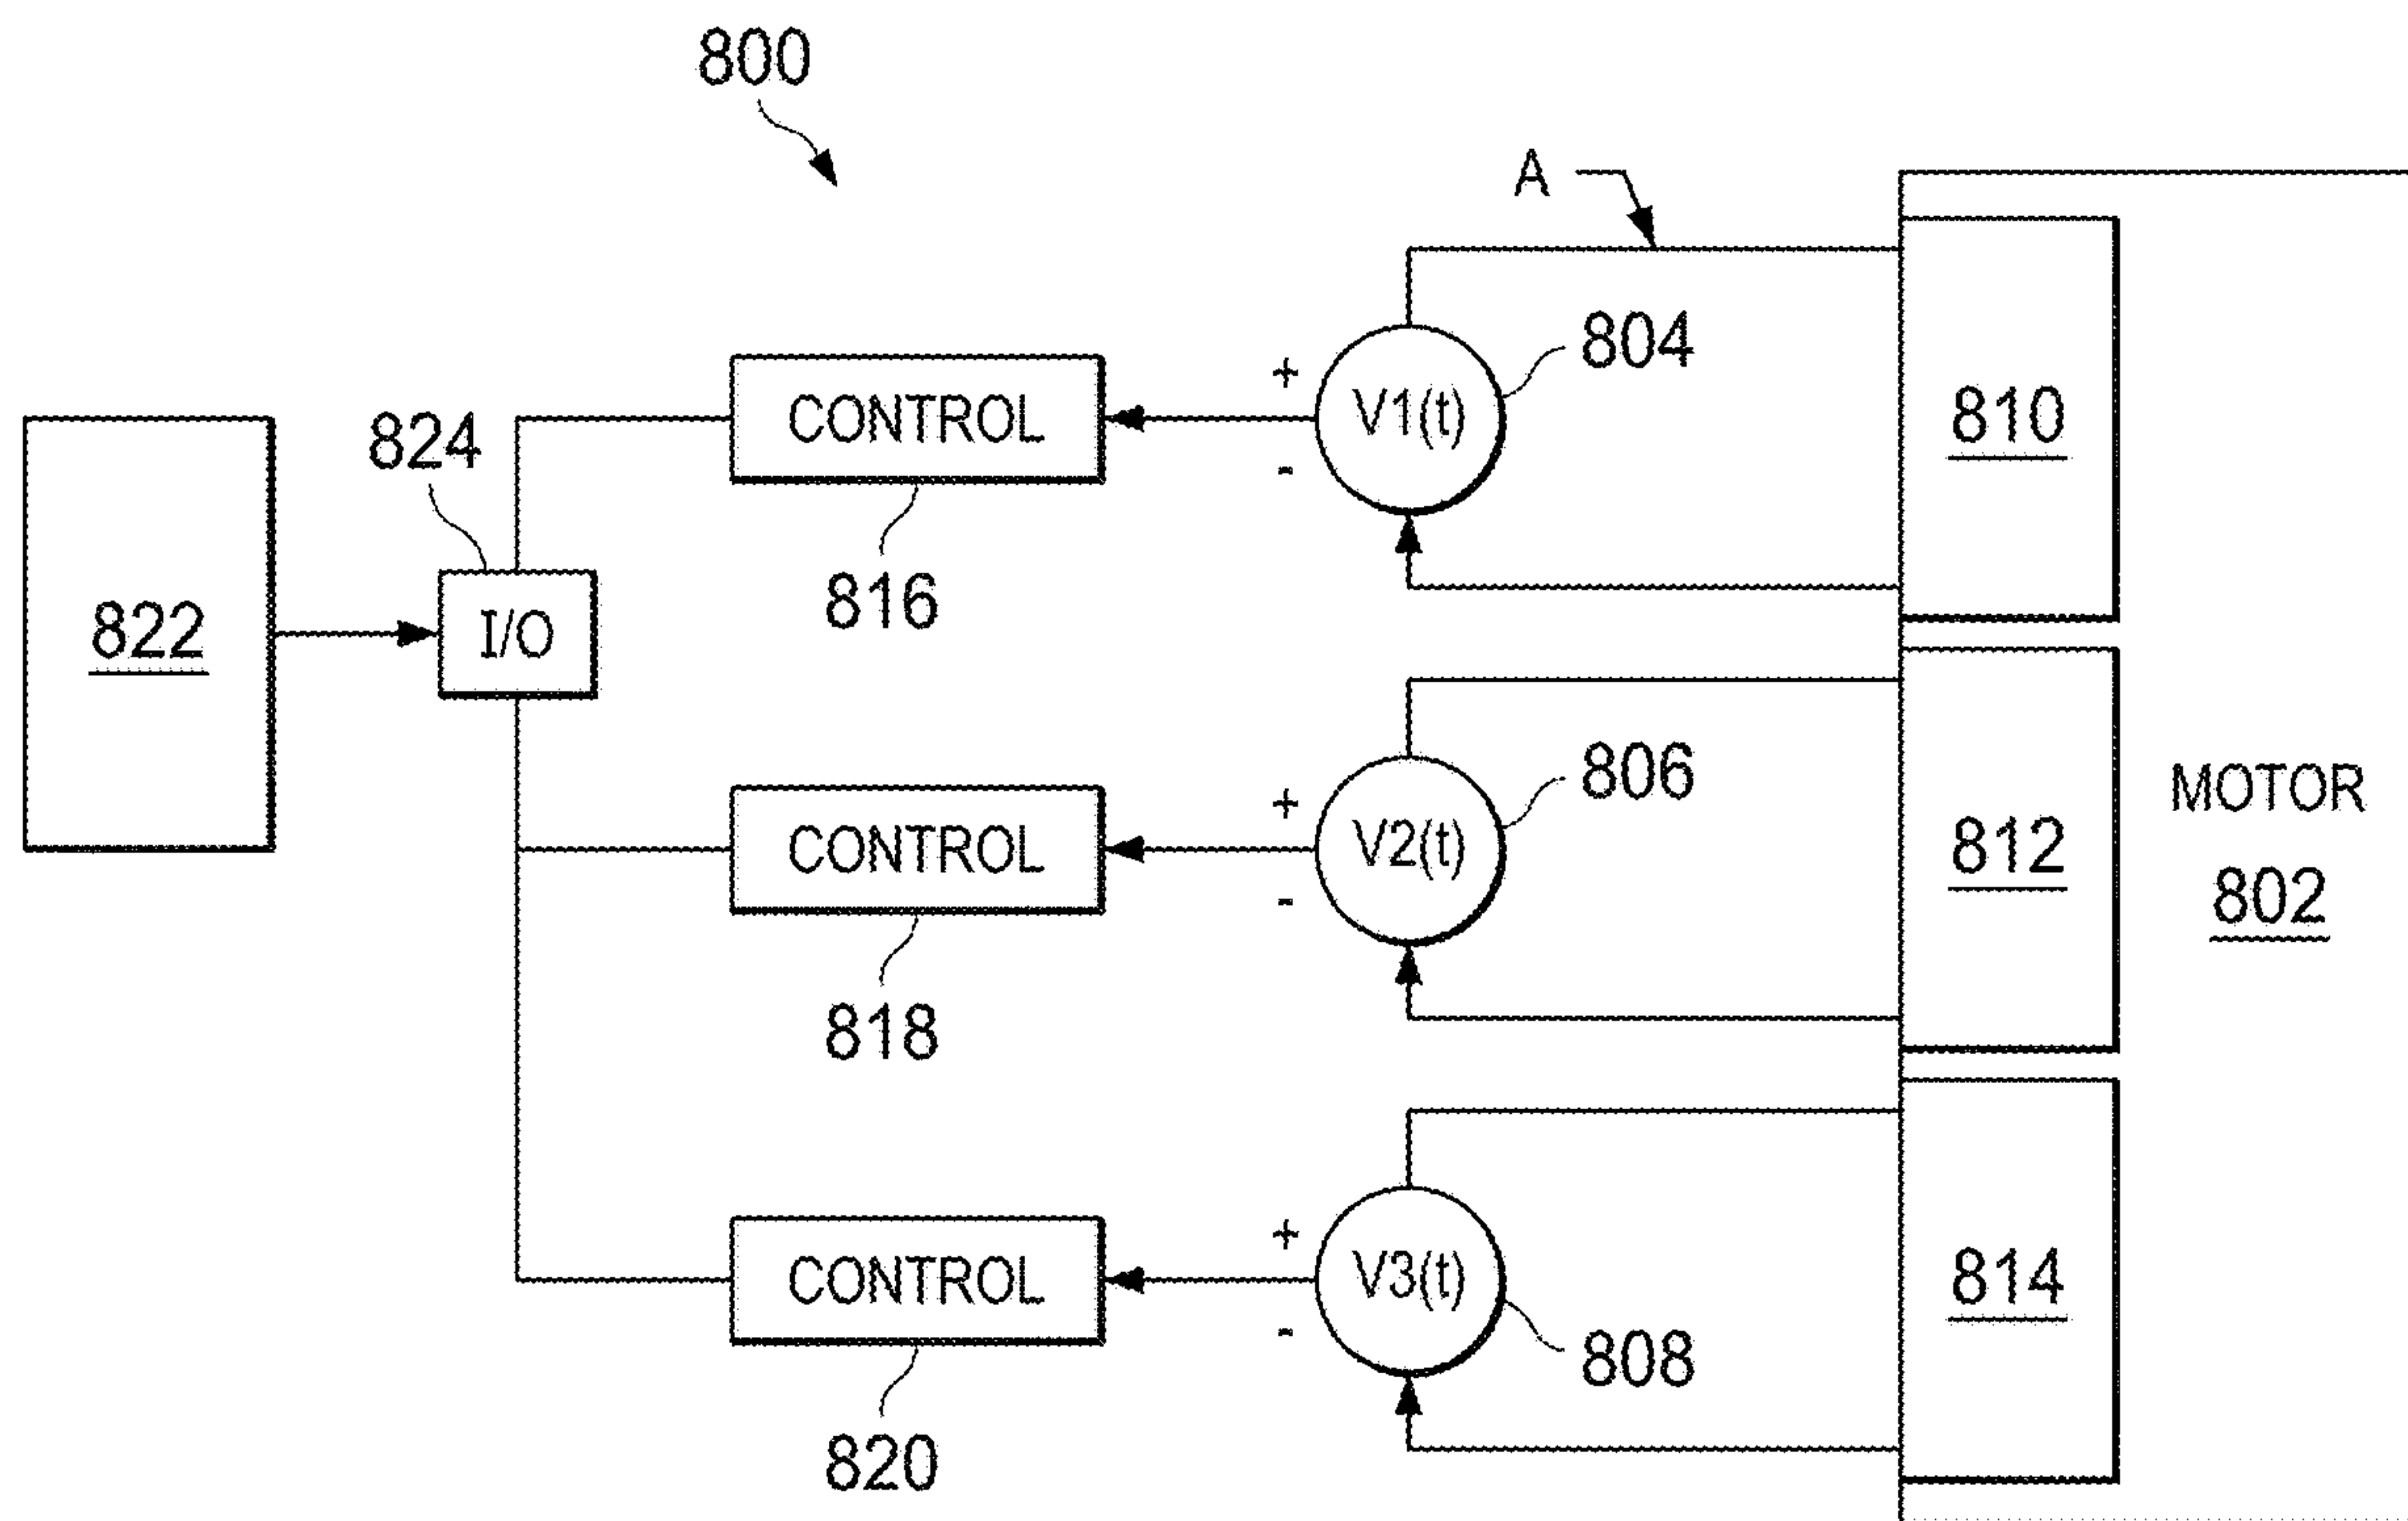 800
A
804
+
CONTROL
V1(t)
810
824
-
816
822
I/O
806
MOTOR
+
CONTROL
V2(t)
812
802
-
818
+
CONTROL
V3(t)
814
-
808
820